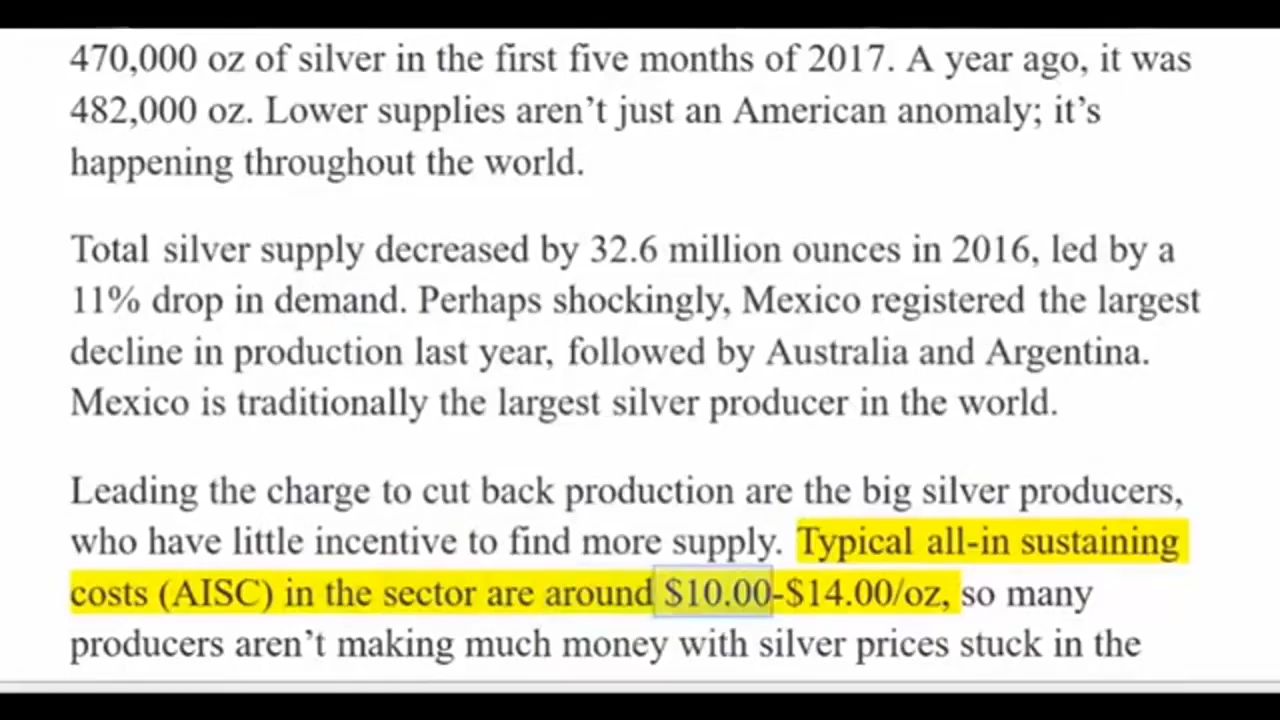 470,000 oz of silver in the first five months of 2017. A year ago, it was
482,000 oz. Lower supplies aren’t just an American anomaly; it’s
happening throughout the world.
Total silver supply decreased by 32.6 million ounces in 2016, led by a
11% drop in demand. Perhaps shockingly, Mexico registered the largest
decline in production last year, followed by Australia and Argentina.
Mexico is traditionally the largest silver producer in the world.
Leading the charge to cut back production are the big silver producers,
who have little incentive to find more supply. Typical all-in sustaining
costs (AISC) in the sector are around $10.00-$14.00/oz, so many
producers aren’t making much money with silver prices stuck in the